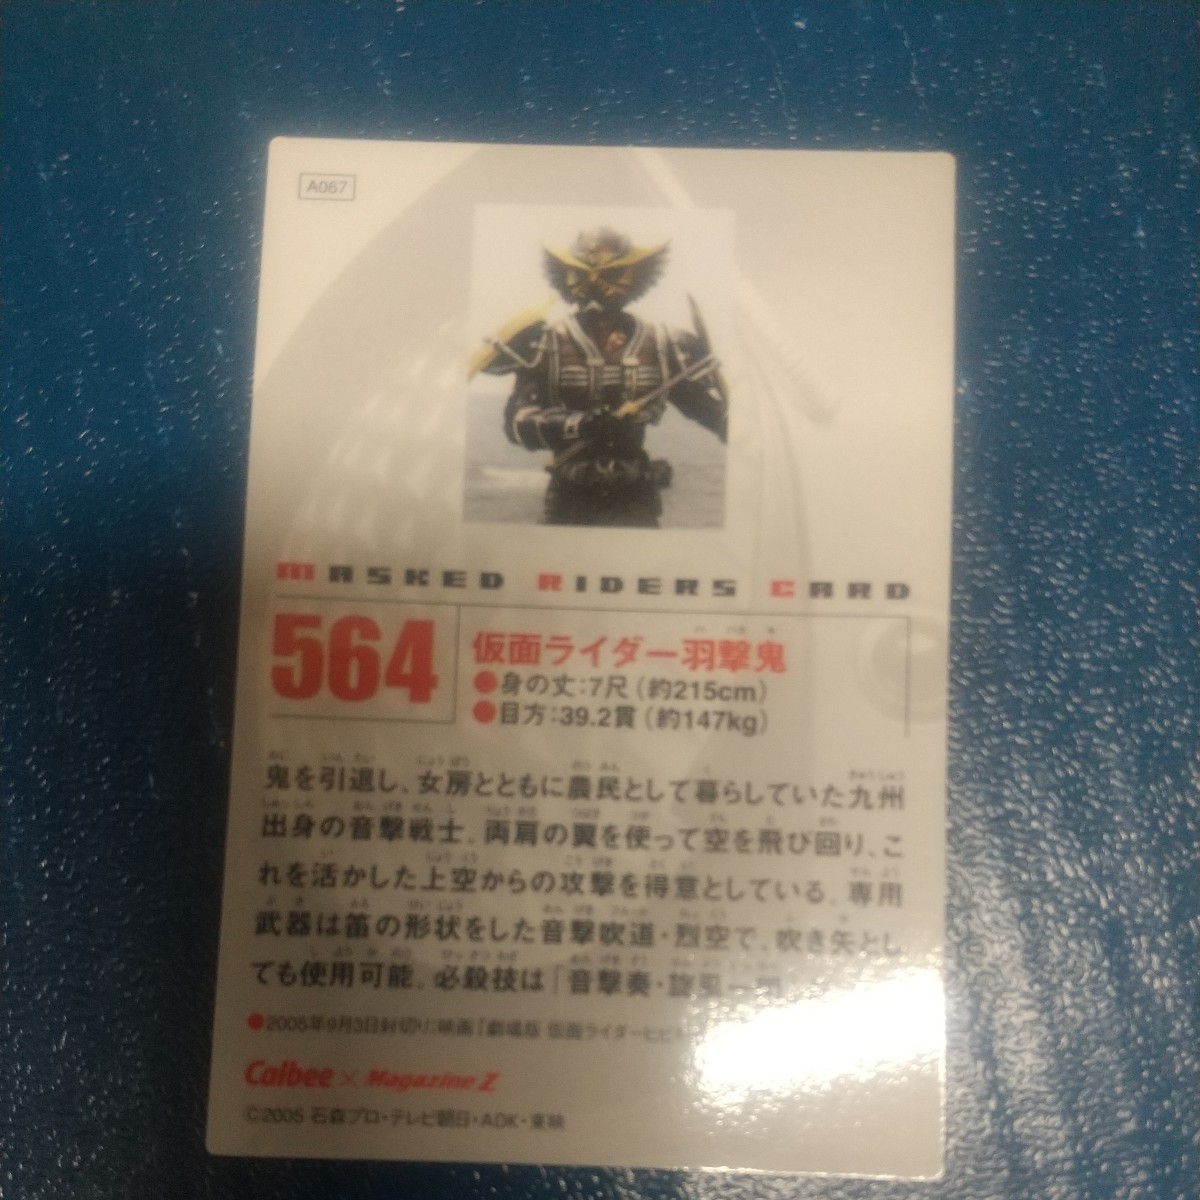 A067
MASKED RIDERS CARD
564
ハ バタ キ
仮面ライダー羽撃鬼
●身の丈:7尺(約215cm)
●目方:39.2貫(約147kg)
鬼を引退し、女房とともに農民として暮らしていた九州
出身の音撃戦士。両肩の翼を使って空を飛び回り、こ
れを活かした上空からの攻撃を得意としている。専用
武器は笛の形状をした音撃吹道・烈空で、吹き矢とし
ても使用可能。必殺技は「音撃奏・旋風一
●2005年9月3日封切り;映画「劇場版 仮面ライダーヒビキ
Calbee × Magazine Z
©2005 石森プロ・テレビ朝日・ADK・東映